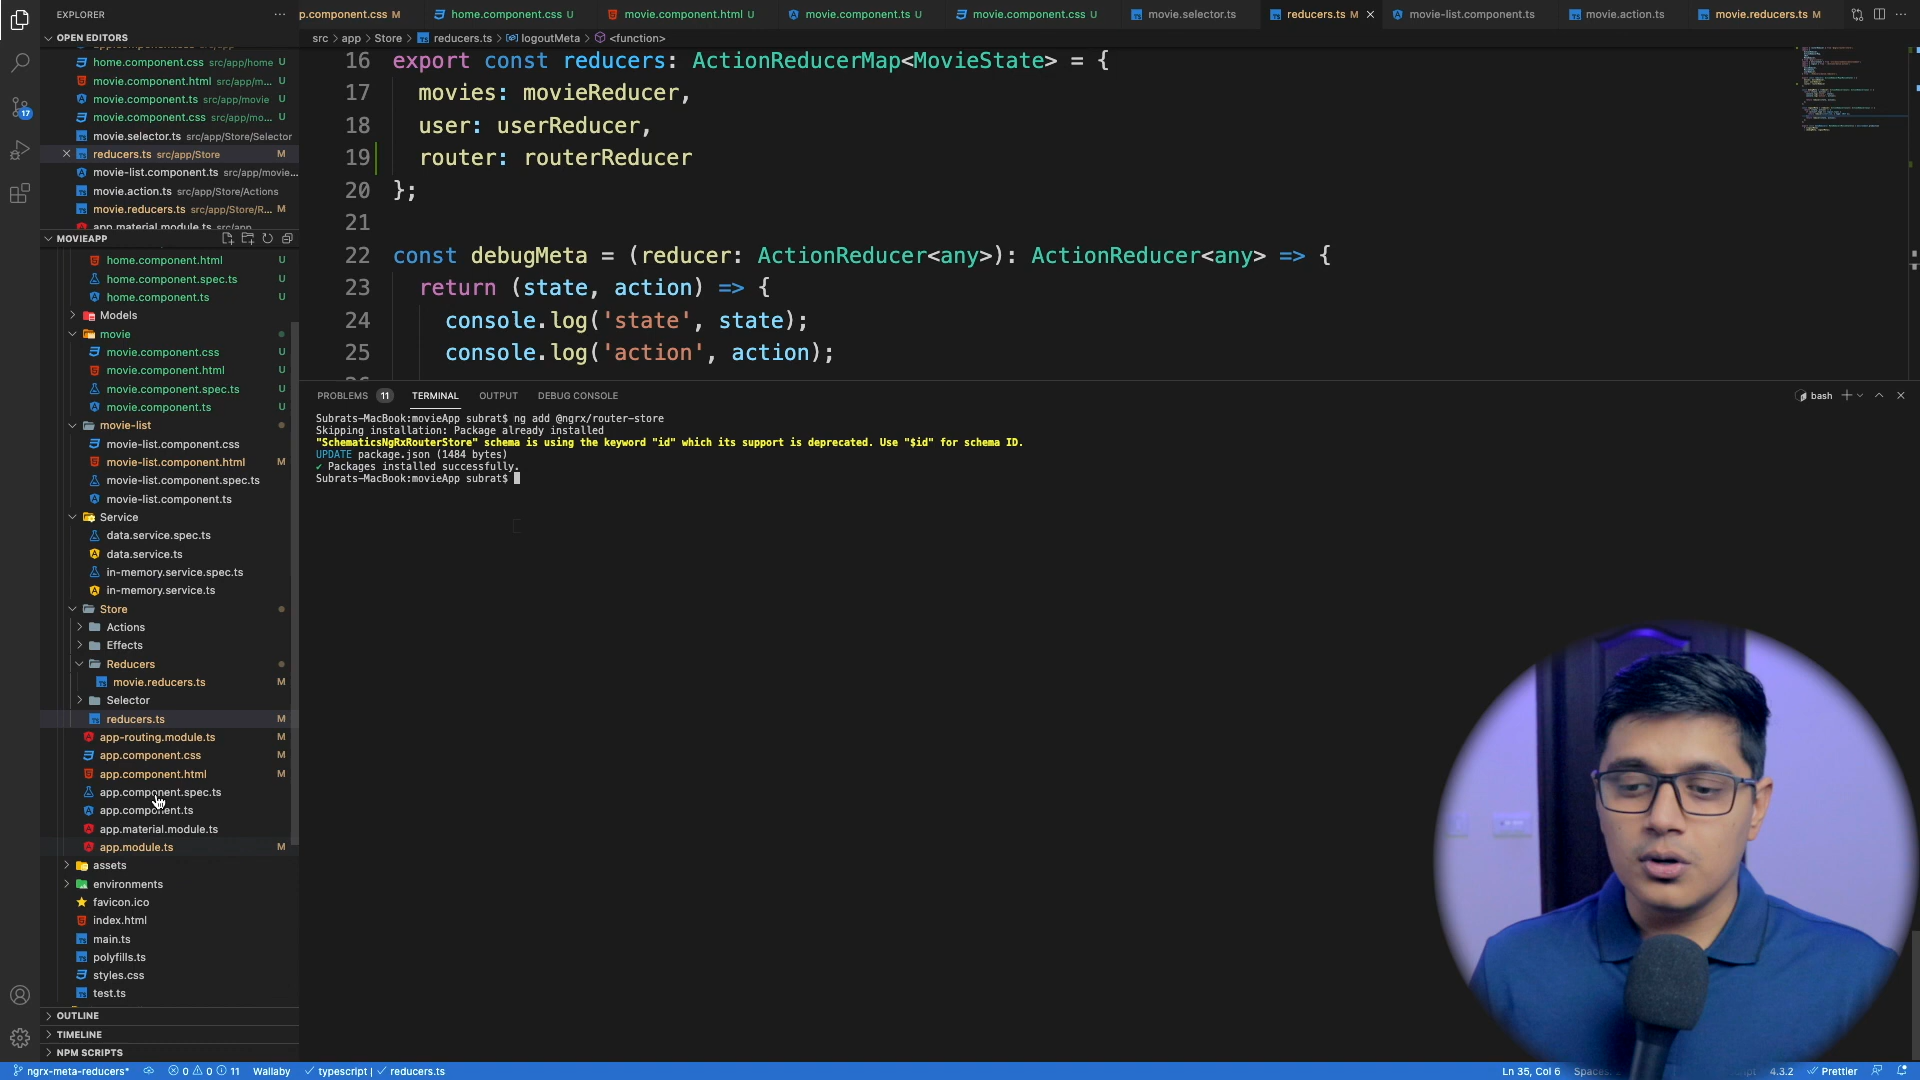 EXPLORER
p.component.css M
home.component.css U
movie.component.html U
movie.component.ts U
movie.component.css U
movie.selector.ts
reducers.ts M
movie-list.component.ts
movie.action.ts
movie.reducers.ts M
OPEN EDITORS
home.component.css src/app/home U
movie.component.html src/app/m... U
movie.component.ts src/app/movie U
movie.component.css src/app/mo... U
movie.selector.ts src/app/Store/Selector
reducers.ts src/app/Store M
movie-list.component.ts src/app/movie...
movie.action.ts src/app/Store/Actions
movie.reducers.ts src/app/Store/R... M
app.material.module.ts src/app
MOVIEAPP
home.component.html U
home.component.spec.ts U
home.component.ts U
Models
movie
movie.component.css U
movie.component.html U
movie.component.spec.ts U
movie.component.ts U
movie-list
movie-list.component.css
movie-list.component.html M
movie-list.component.spec.ts
movie-list.component.ts
Service
data.service.spec.ts
data.service.ts
in-memory.service.spec.ts
in-memory.service.ts
Store
Actions
Effects
Reducers
movie.reducers.ts M
Selector
reducers.ts M
app-routing.module.ts M
app.component.css M
app.component.html M
app.component.spec.ts
app.component.ts
app.material.module.ts
app.module.ts M
assets
environments
favicon.ico
index.html
main.ts
polyfills.ts
styles.css
test.ts
OUTLINE
TIMELINE
NPM SCRIPTS
17
src > app > Store > reducers.ts > logoutMeta > <function>
16 export const reducers: ActionReducerMap<MovieState> = {
17 movies: movieReducer,
18 user: userReducer,
19 router: routerReducer
20 };
21
22 const debugMeta = (reducer: ActionReducer<any>): ActionReducer<any> => {
23 return (state, action) => {
24 console.log('state', state);
25 console.log('action', action);
PROBLEMS 11 TERMINAL OUTPUT DEBUG CONSOLE
bash
Subrats-MacBook:movieApp subrat$ ng add @ngrx/router-store
Skipping installation: Package already installed
"SchematicsNgRxRouterStore" schema is using the keyword "id" which its support is deprecated. Use "$id" for schema ID.
UPDATE package.json (1484 bytes)
✓ Packages installed successfully.
Subrats-MacBook:movieApp subrat$
ngrx-meta-reducers* 0 0 11 Wallaby typescript | reducers.ts
Ln 35, Col 6 Spaces: 4.3.2 Prettier